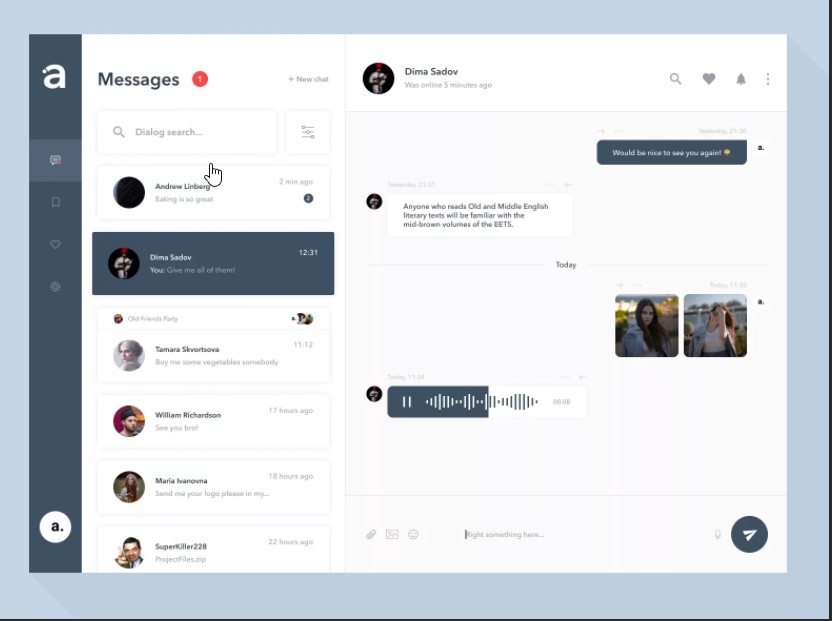 a
Messages
1
+ New chat
Dialog search...
Andrew Linberg
2 min ago
Eating is so great
2
Dima Sadov
12:31
You: Give me all of them!
Old Friends Party
a.
Tamara Skvortsova
11:12
Buy me some vegetables somebody
William Richardson
17 hours ago
See you bro!
Maria Ivanovna
18 hours ago
Send me your logo please in my...
SuperKiller228
22 hours ago
ProjectFiles.zip
a.
Dima Sadov
Was online 5 minutes ago
Yesterday, 21:30
Would be nice to see you again!
a.
Yesterday, 21:31
Anyone who reads Old and Middle English
literary texts will be familiar with the
mid-brown volumes of the EETS.
Today
Today, 11:33
a.
Today, 11:34
00:08
Right something here...